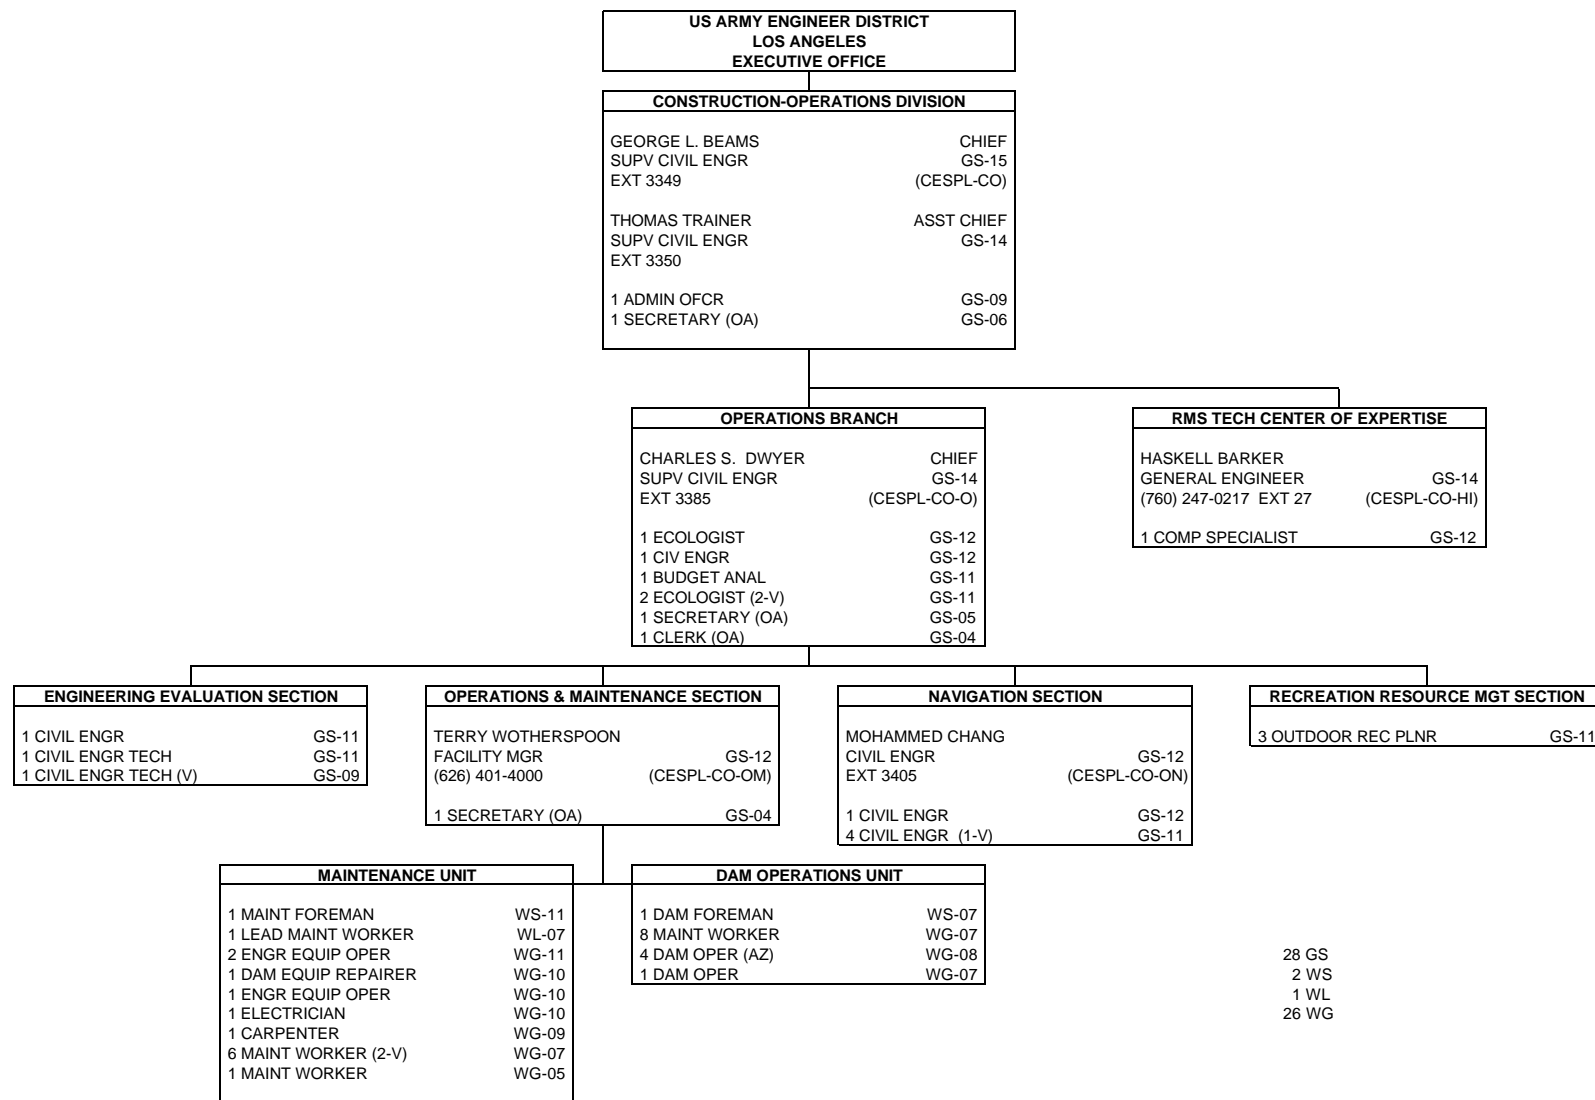 US ARMY ENGINEER DISTRICT
LOS ANGELES
EXECUTIVE OFFICE
CONSTRUCTION-OPERATIONS DIVISION
GEORGE L. BEAMS CHIEF
SUPV CIVIL ENGR GS-15
EXT 3349 (CESPL-CO)
THOMAS TRAINER ASST CHIEF
SUPV CIVIL ENGR GS-14
EXT 3350
1 ADMIN OFCR GS-09
1 SECRETARY (OA) GS-06
OPERATIONS BRANCH
CHARLES S. DWYER CHIEF
SUPV CIVIL ENGR GS-14
EXT 3385 (CESPL-CO-O)
1 ECOLOGIST GS-12
1 CIV ENGR GS-12
1 BUDGET ANAL GS-11
2 ECOLOGIST (2-V) GS-11
1 SECRETARY (OA) GS-05
1 CLERK (OA) GS-04
RMS TECH CENTER OF EXPERTISE
HASKELL BARKER
GENERAL ENGINEER GS-14
(760) 247-0217 EXT 27 (CESPL-CO-HI)
1 COMP SPECIALIST GS-12
ENGINEERING EVALUATION SECTION
1 CIVIL ENGR GS-11
1 CIVIL ENGR TECH GS-11
1 CIVIL ENGR TECH (V) GS-09
OPERATIONS & MAINTENANCE SECTION
TERRY WOTHERSPOON
FACILITY MGR GS-12
(626) 401-4000 (CESPL-CO-OM)
1 SECRETARY (OA) GS-04
NAVIGATION SECTION
MOHAMMED CHANG
CIVIL ENGR GS-12
EXT 3405 (CESPL-CO-ON)
1 CIVIL ENGR GS-12
4 CIVIL ENGR (1-V) GS-11
RECREATION RESOURCE MGT SECTION
3 OUTDOOR REC PLNR GS-11
MAINTENANCE UNIT
1 MAINT FOREMAN WS-11
1 LEAD MAINT WORKER WL-07
2 ENGR EQUIP OPER WG-11
1 DAM EQUIP REPAIRER WG-10
1 ENGR EQUIP OPER WG-10
1 ELECTRICIAN WG-10
1 CARPENTER WG-09
6 MAINT WORKER (2-V) WG-07
1 MAINT WORKER WG-05
DAM OPERATIONS UNIT
1 DAM FOREMAN WS-07
8 MAINT WORKER WG-07
4 DAM OPER (AZ) WG-08
1 DAM OPER WG-07
28 GS
2 WS
1 WL
26 WG